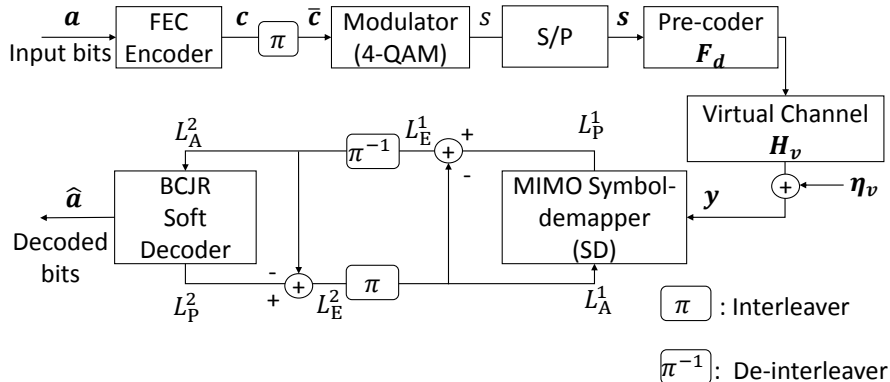 a
Input bits
FEC
Encoder
c
π
c̄
Modulator
(4-QAM)
s
S/P
s
Pre-coder
F_d
Virtual Channel
H_v
+
η_v
y
L_A^2
π^{-1}
L_E^1
+
+
-
L_P^1
MIMO Symbol-
demapper
(SD)
â
Decoded
bits
BCJR
Soft
Decoder
L_P^2
-
+
+
L_E^2
π
L_A^1
π : Interleaver
π^{-1} : De-interleaver